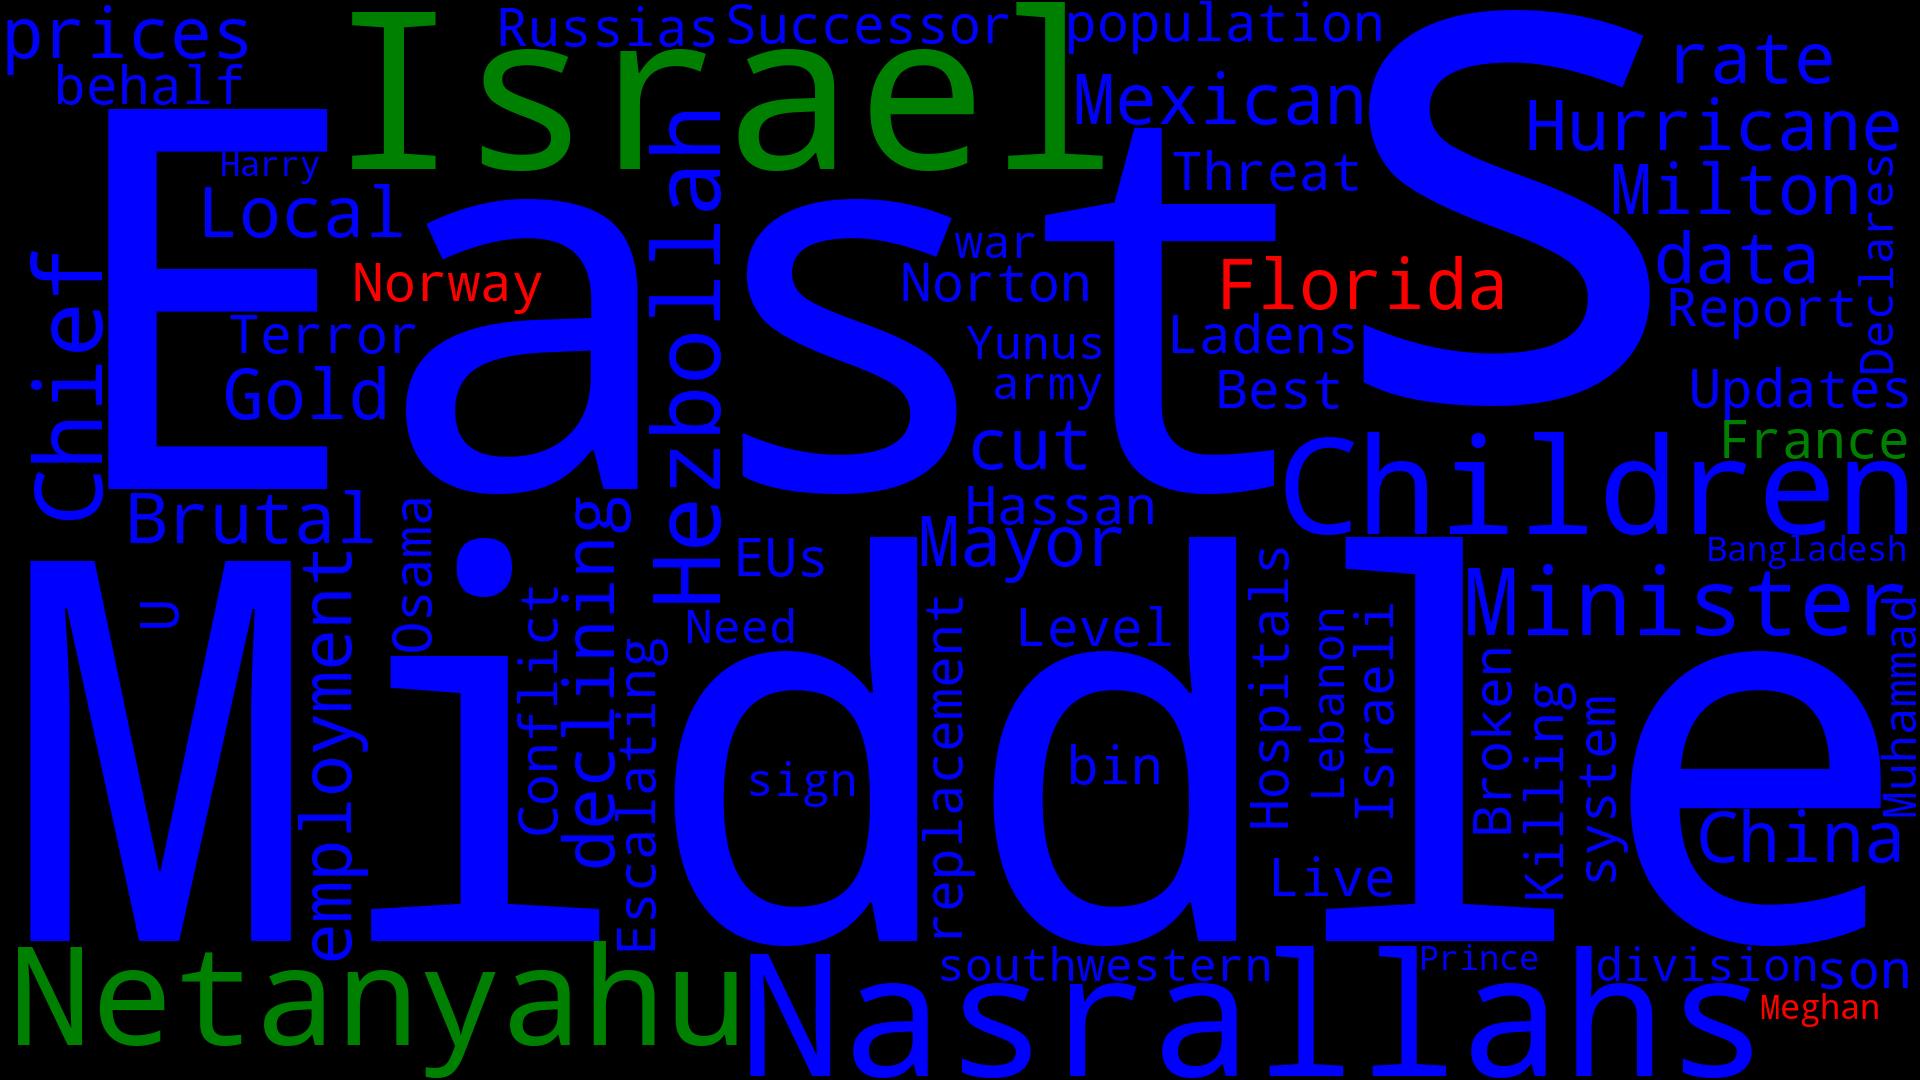 prices
behalf
Israel
Russias
Successor
population
Mexican
S
rate
Hurricane
Milton
data
Report
Declares
Updates
France
East
Harry
Local
Norway
Terror
Gold
Chief
Hezbollah
war
Norton
Yunus
army
cut
Hassan
Threat
Florida
Ladens
Best
Children
Brutal
Osama
declining
EUs
Mayor
Bangladesh
Minister
Middle
U
employment
Conflict
Escalating
Need
sign
replacement
Level
bin
Hospitals
Lebanon
Israeli
Live
Broken
Killing
system
China
Muhammad
Netanyahu
Nasrallahs
southwestern
Prince
division
son
Meghan